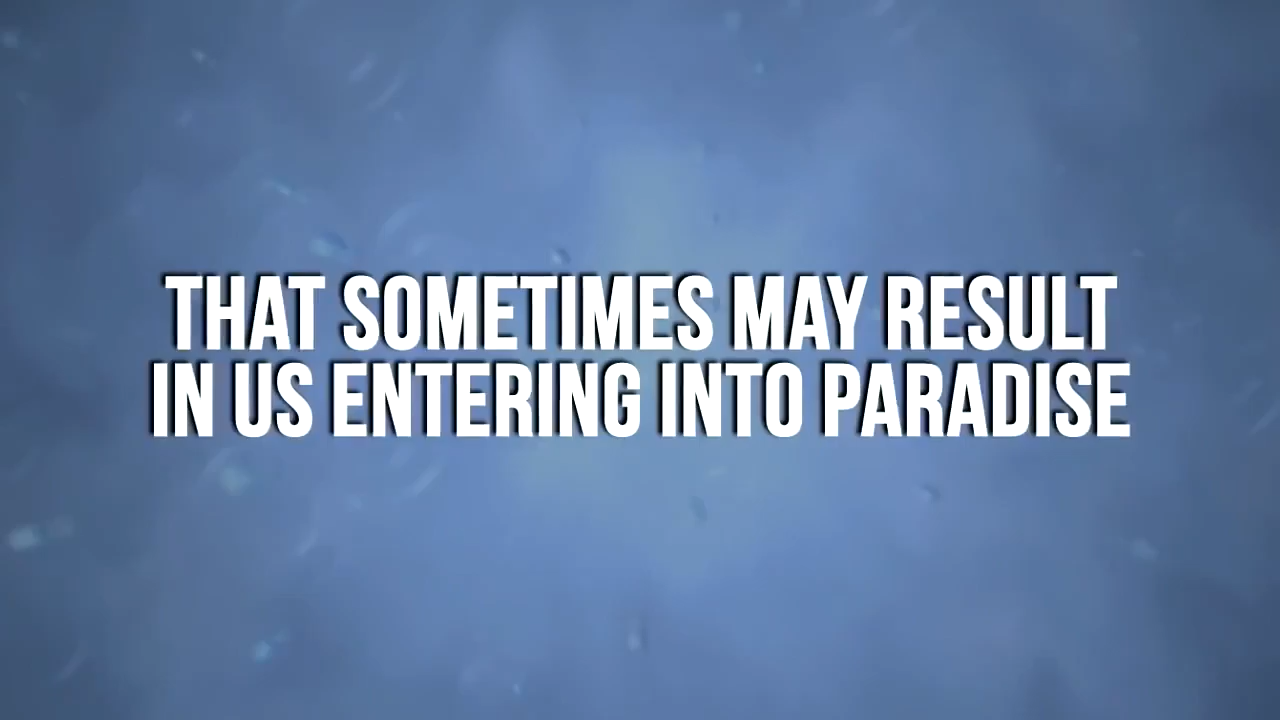 THAT SOMETIMES MAY RESULT
IN US ENTERING INTO PARADISE